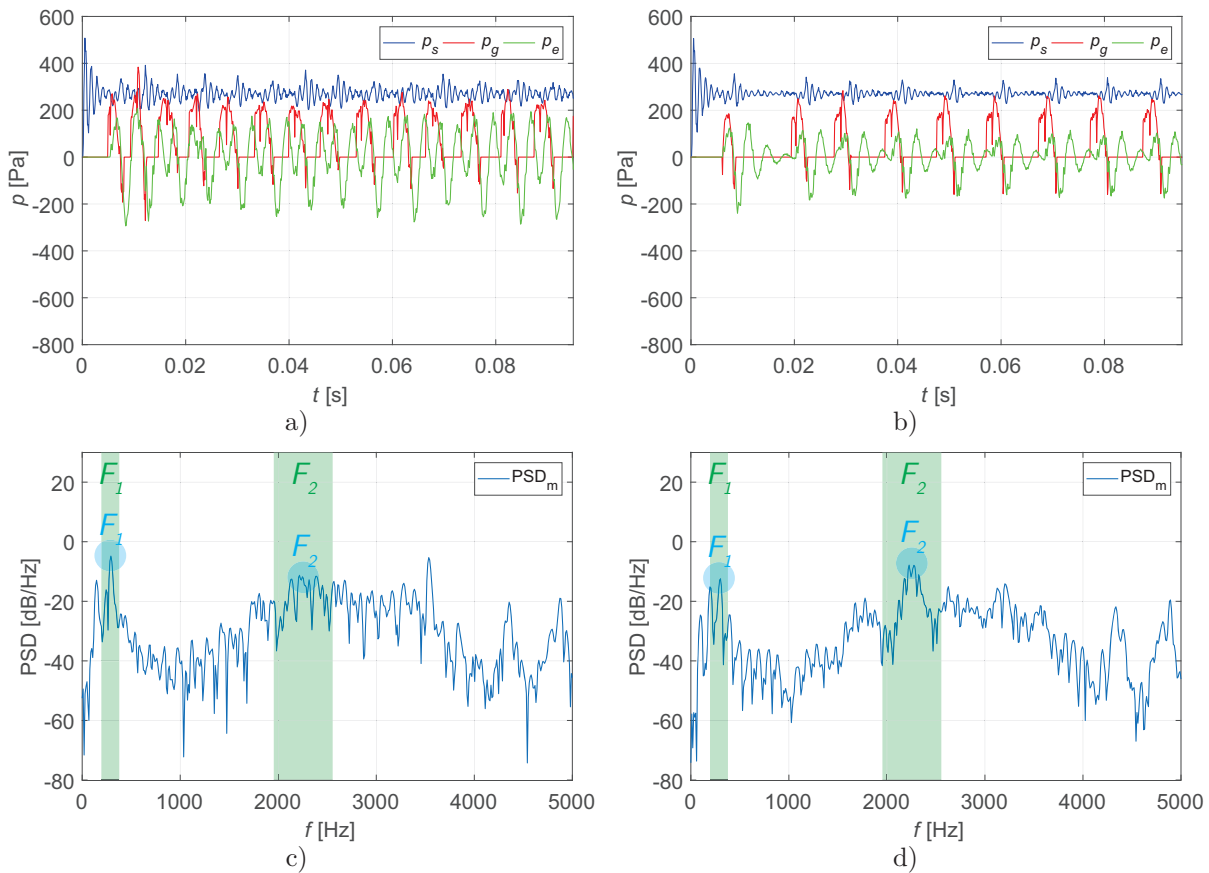 600
400
200
0
-200
-400
-600
-800
p [Pa]
p_s p_g p_e
0 0.02 0.04 0.06 0.08
t [s]
a)
600
400
200
0
-200
-400
-600
-800
p [Pa]
p_s p_g p_e
0 0.02 0.04 0.06 0.08
t [s]
b)
20
0
-20
-40
-60
-80
PSD [dB/Hz]
F_1
F_2
F_1
F_2
PSD_m
0 1000 2000 3000 4000 5000
f [Hz]
c)
20
0
-20
-40
-60
-80
PSD [dB/Hz]
F_1
F_2
F_1
F_2
PSD_m
0 1000 2000 3000 4000 5000
f [Hz]
d)